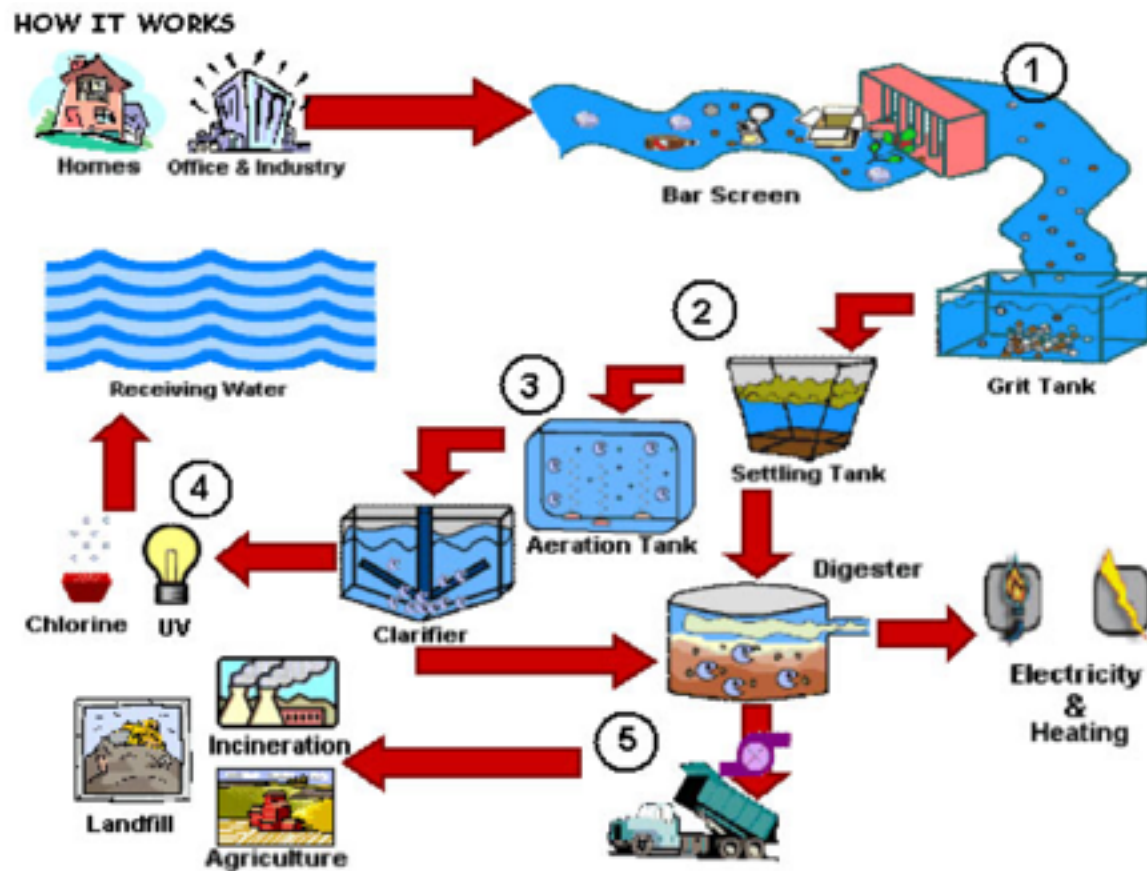 HOW IT WORKS
Homes
Office & Industry
1
Bar Screen
Grit Tank
2
Settling Tank
3
Aeration Tank
Receiving Water
4
Chlorine
UV
Clarifier
Digester
Electricity
&
Heating
5
Incineration
Landfill
Agriculture